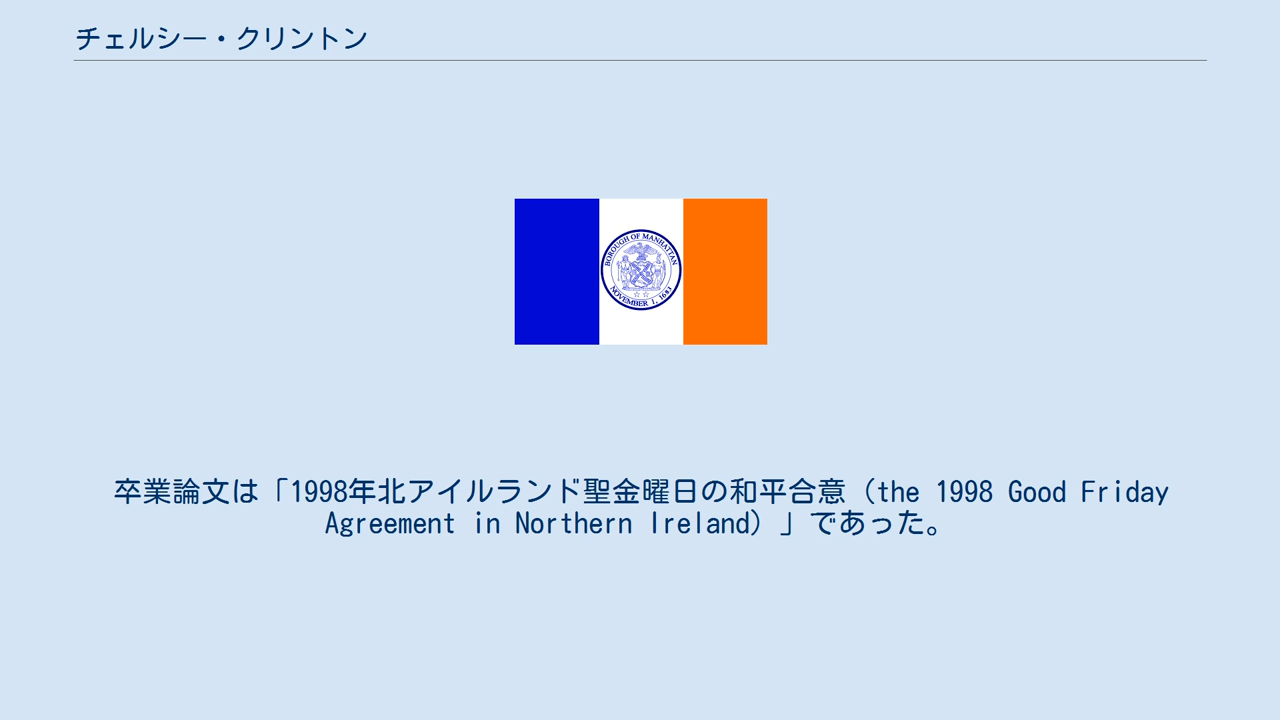 チェルシー・クリントン
BOROUGH OF MANHATTAN
NOVEMBER 1, 1683
卒業論文は「1998年北アイルランド聖金曜日の和平合意（the 1998 Good Friday
Agreement in Northern Ireland）」であった。